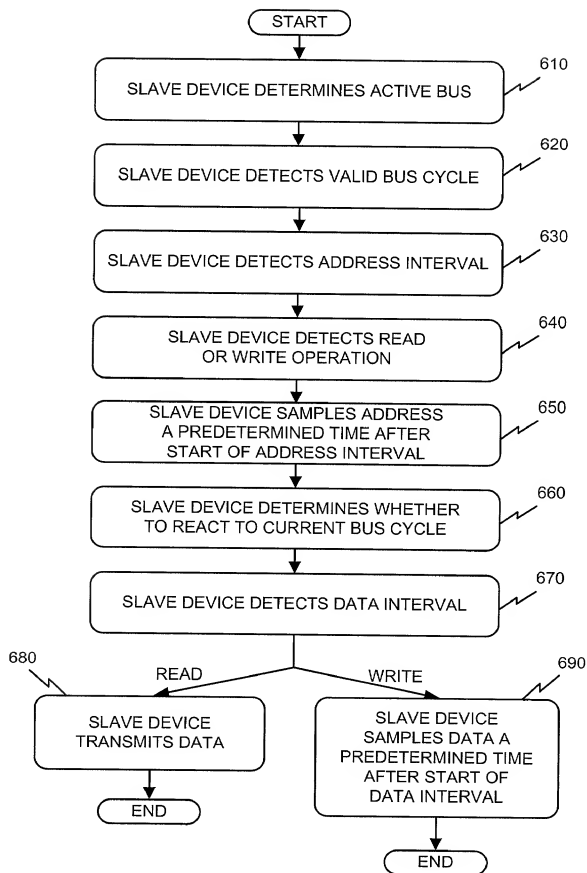 START
SLAVE DEVICE DETERMINES ACTIVE BUS
610
SLAVE DEVICE DETECTS VALID BUS CYCLE
620
SLAVE DEVICE DETECTS ADDRESS INTERVAL
630
SLAVE DEVICE DETECTS READ
OR WRITE OPERATION
640
SLAVE DEVICE SAMPLES ADDRESS
A PREDETERMINED TIME AFTER
START OF ADDRESS INTERVAL
650
SLAVE DEVICE DETERMINES WHETHER
TO REACT TO CURRENT BUS CYCLE
660
SLAVE DEVICE DETECTS DATA INTERVAL
670
READ
WRITE
680
SLAVE DEVICE
TRANSMITS DATA
END
690
SLAVE DEVICE
SAMPLES DATA A
PREDETERMINED TIME
AFTER START OF
DATA INTERVAL
END